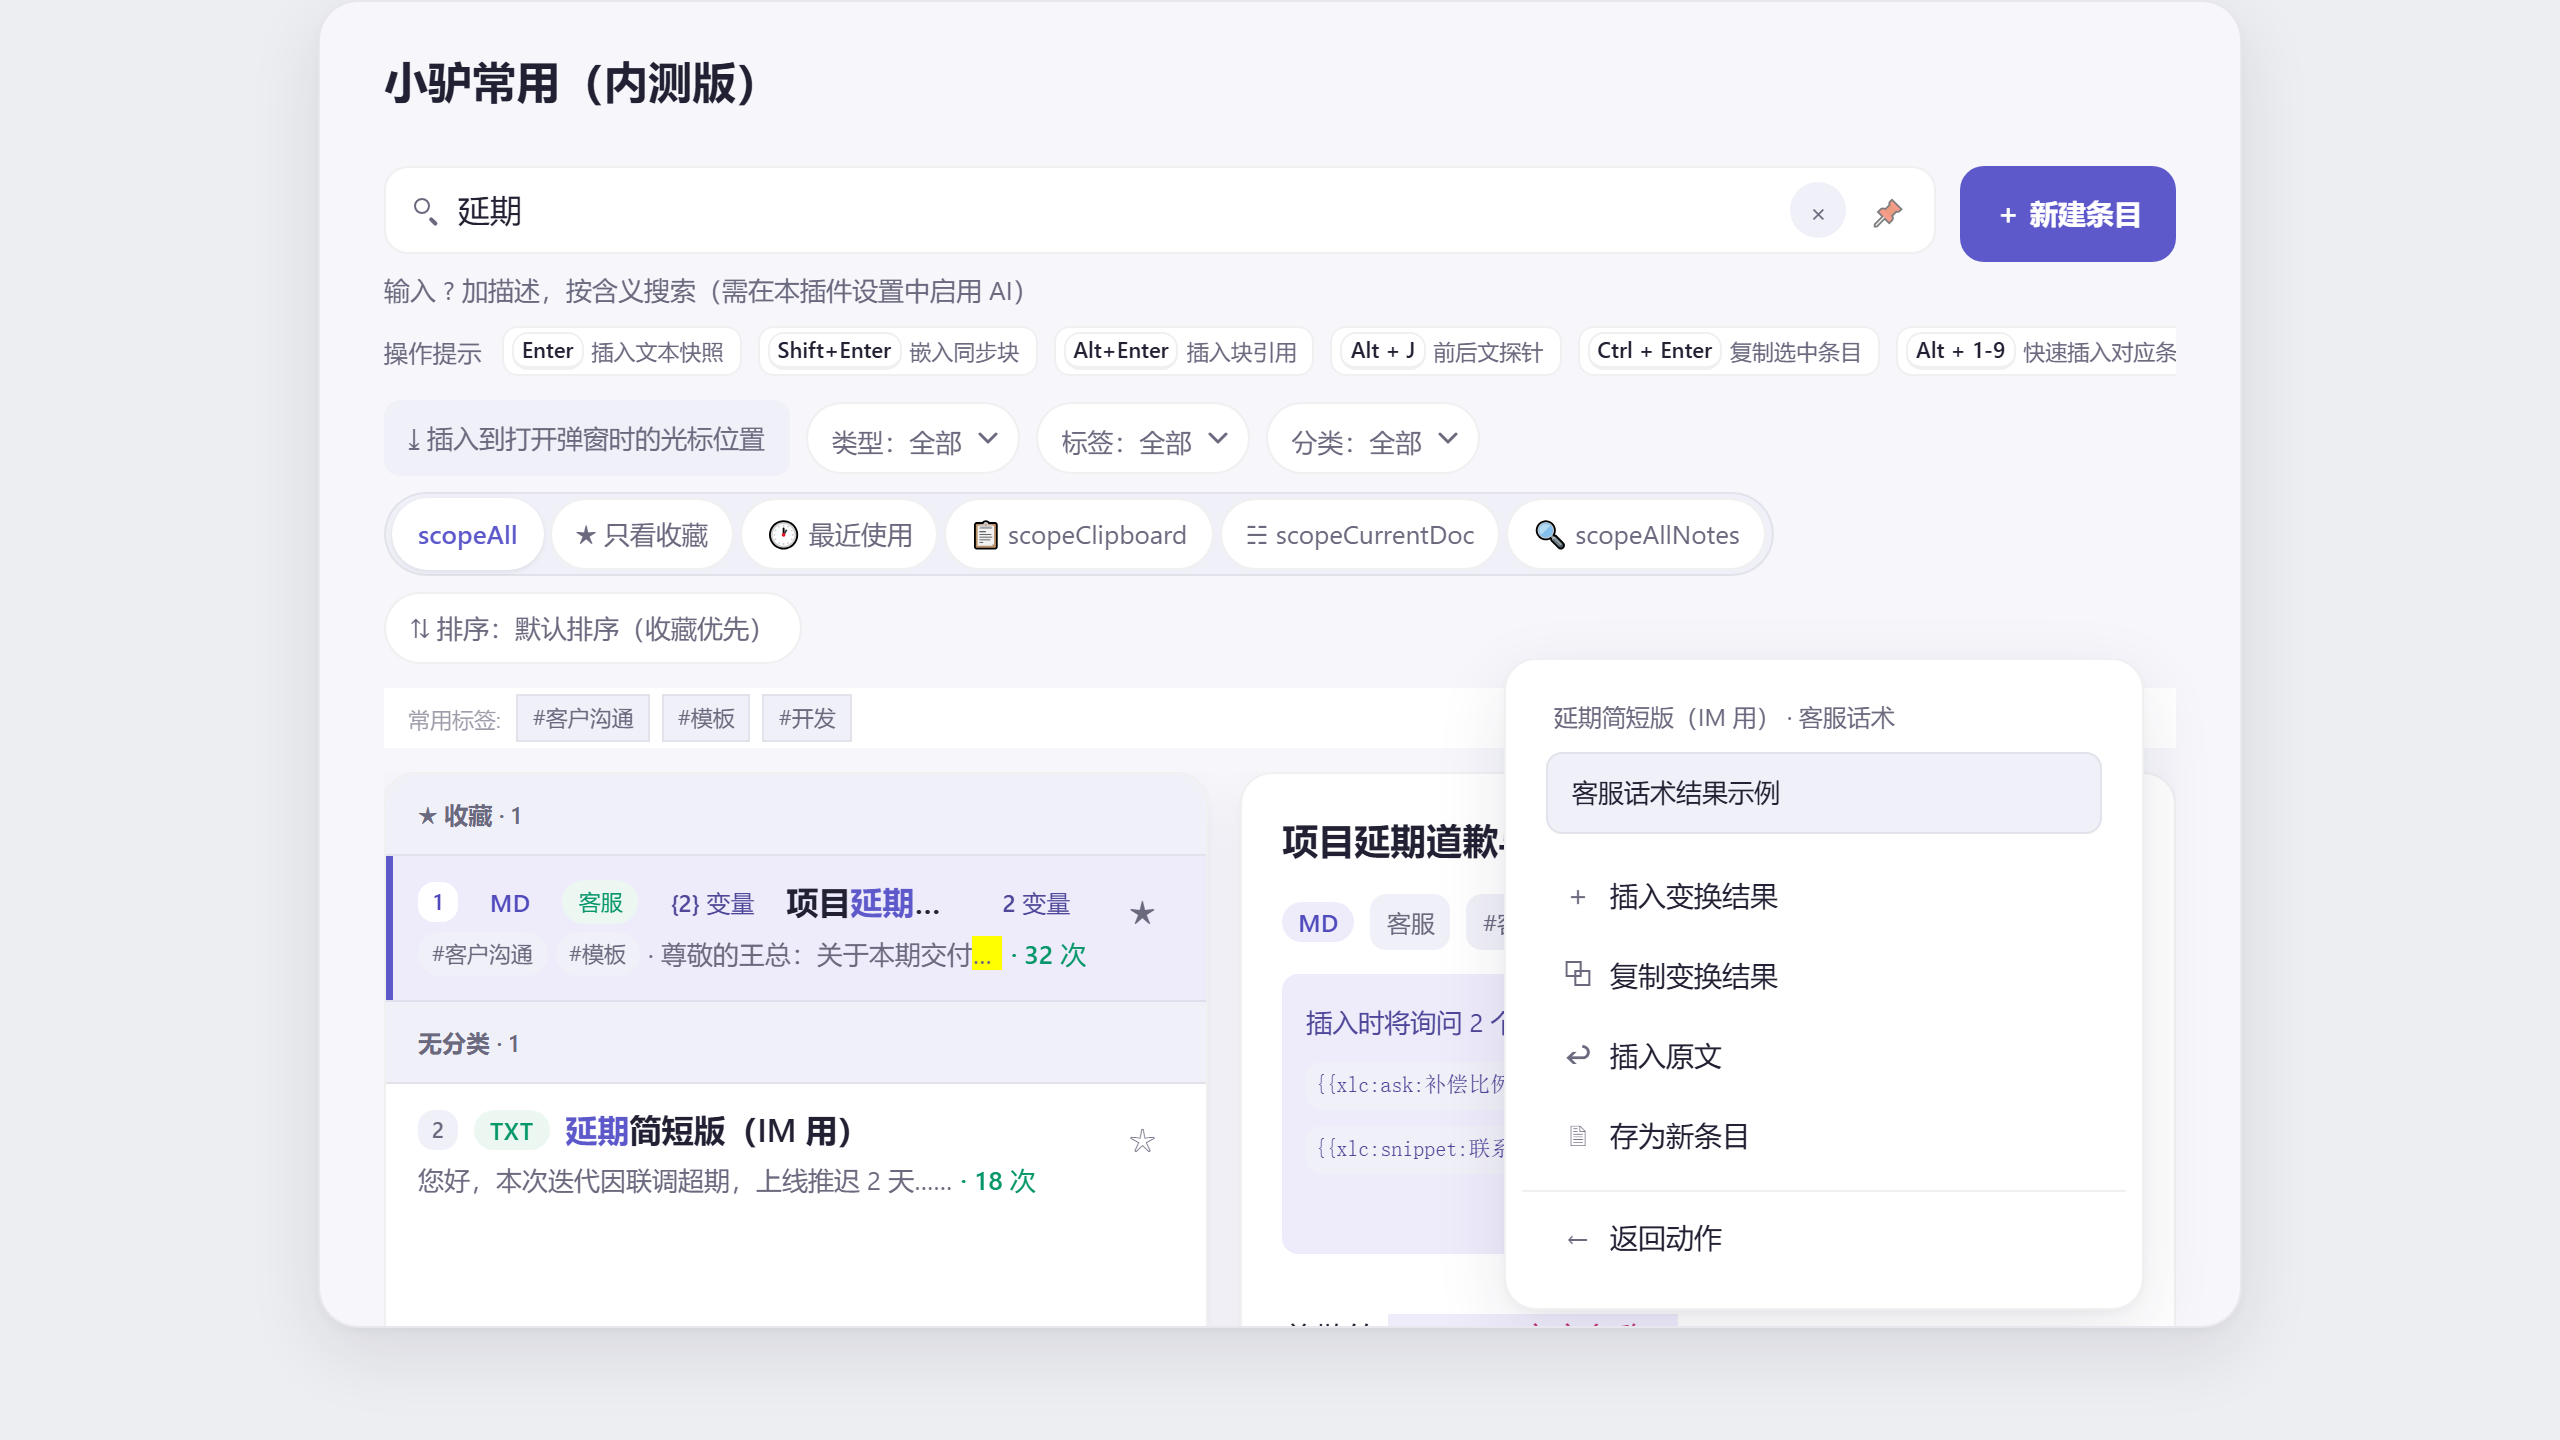 小驴常用（内测版）
延期
×
+ 新建条目
输入 ? 加描述，按含义搜索（需在本插件设置中启用 AI）
操作提示 Enter 插入文本快照 Shift+Enter 嵌入同步块 Alt+Enter 插入块引用 Alt + J 前后文探针 Ctrl + Enter 复制选中条目 Alt + 1-9 快速插入对应条
⤓ 插入到打开弹窗时的光标位置 类型：全部 标签：全部 分类：全部
scopeAll ★ 只看收藏 最近使用 scopeClipboard ☵ scopeCurrentDoc scopeAllNotes
⇅ 排序：默认排序（收藏优先）
常用标签: #客户沟通 #模板 #开发
★ 收藏 · 1
1 MD 客服 {2} 变量 项目延期... 2 变量 ★
#客户沟通 #模板 · 尊敬的王总：关于本期交付... · 32 次
无分类 · 1
2 TXT 延期简短版（IM 用） ☆
您好，本次迭代因联调超期，上线推迟 2 天…… · 18 次
项目延期道歉
MD 客服
插入时将询问 2 个
{{xlc:ask:补偿比例
{{xlc:snippet:联系
延期简短版（IM 用） · 客服话术
客服话术结果示例
+ 插入变换结果
复制变换结果
↩ 插入原文
存为新条目
← 返回动作